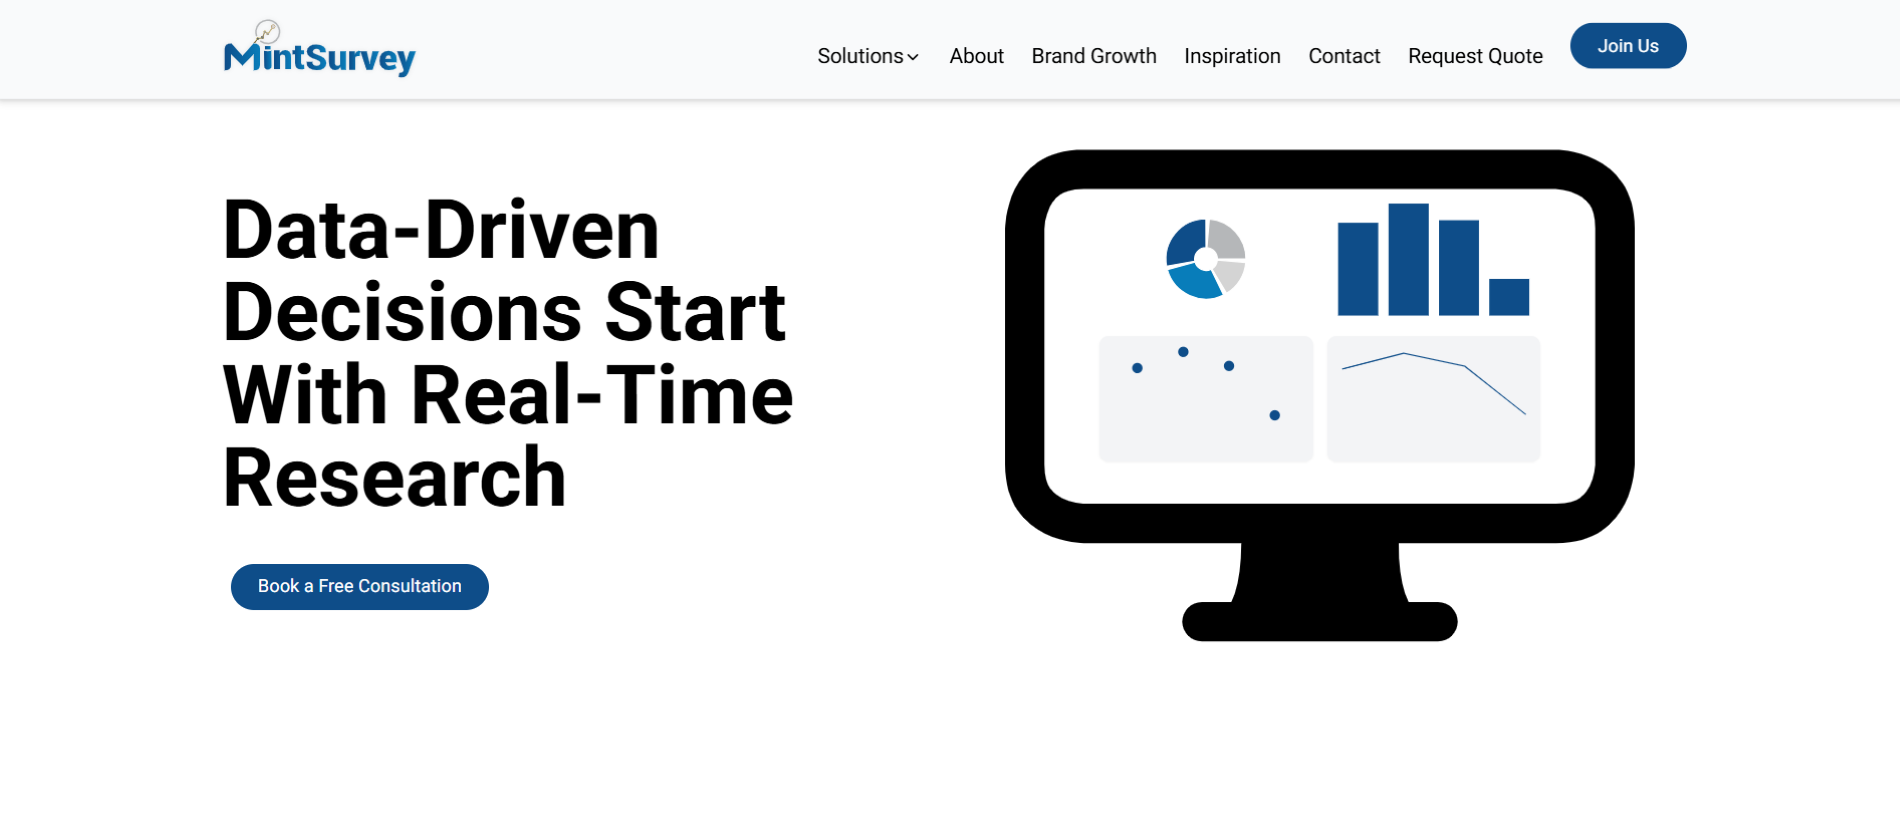 MintSurvey
Solutions About Brand Growth Inspiration Contact Request Quote Join Us
Data-Driven
Decisions Start
With Real-Time
Research
Book a Free Consultation